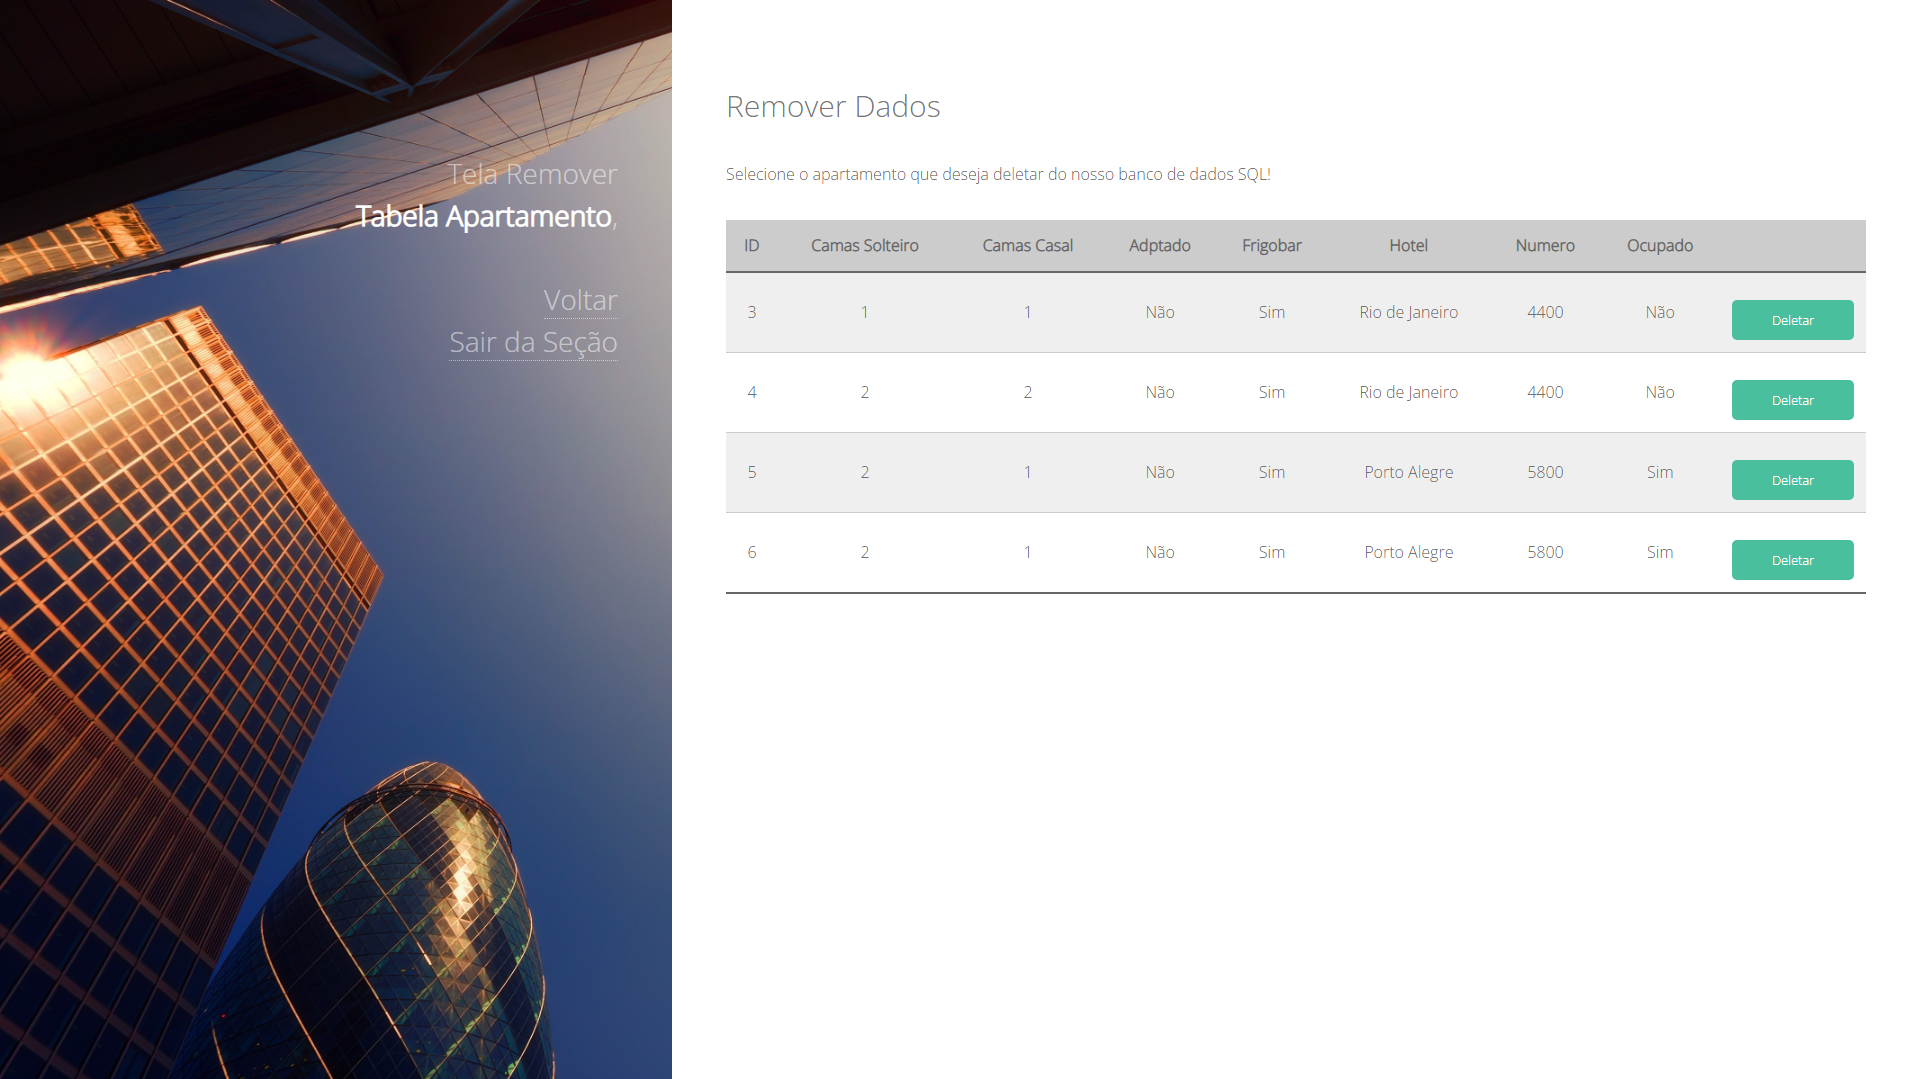 Tela Remover
Tabela Apartamento,
Voltar
Sair da Seção
Remover Dados
Selecione o apartamento que deseja deletar do nosso banco de dados SQL!
ID Camas Solteiro Camas Casal Adptado Frigobar Hotel Numero Ocupado
3 1 1 Não Sim Rio de Janeiro 4400 Não Deletar
4 2 2 Não Sim Rio de Janeiro 4400 Não Deletar
5 2 1 Não Sim Porto Alegre 5800 Sim Deletar
6 2 1 Não Sim Porto Alegre 5800 Sim Deletar